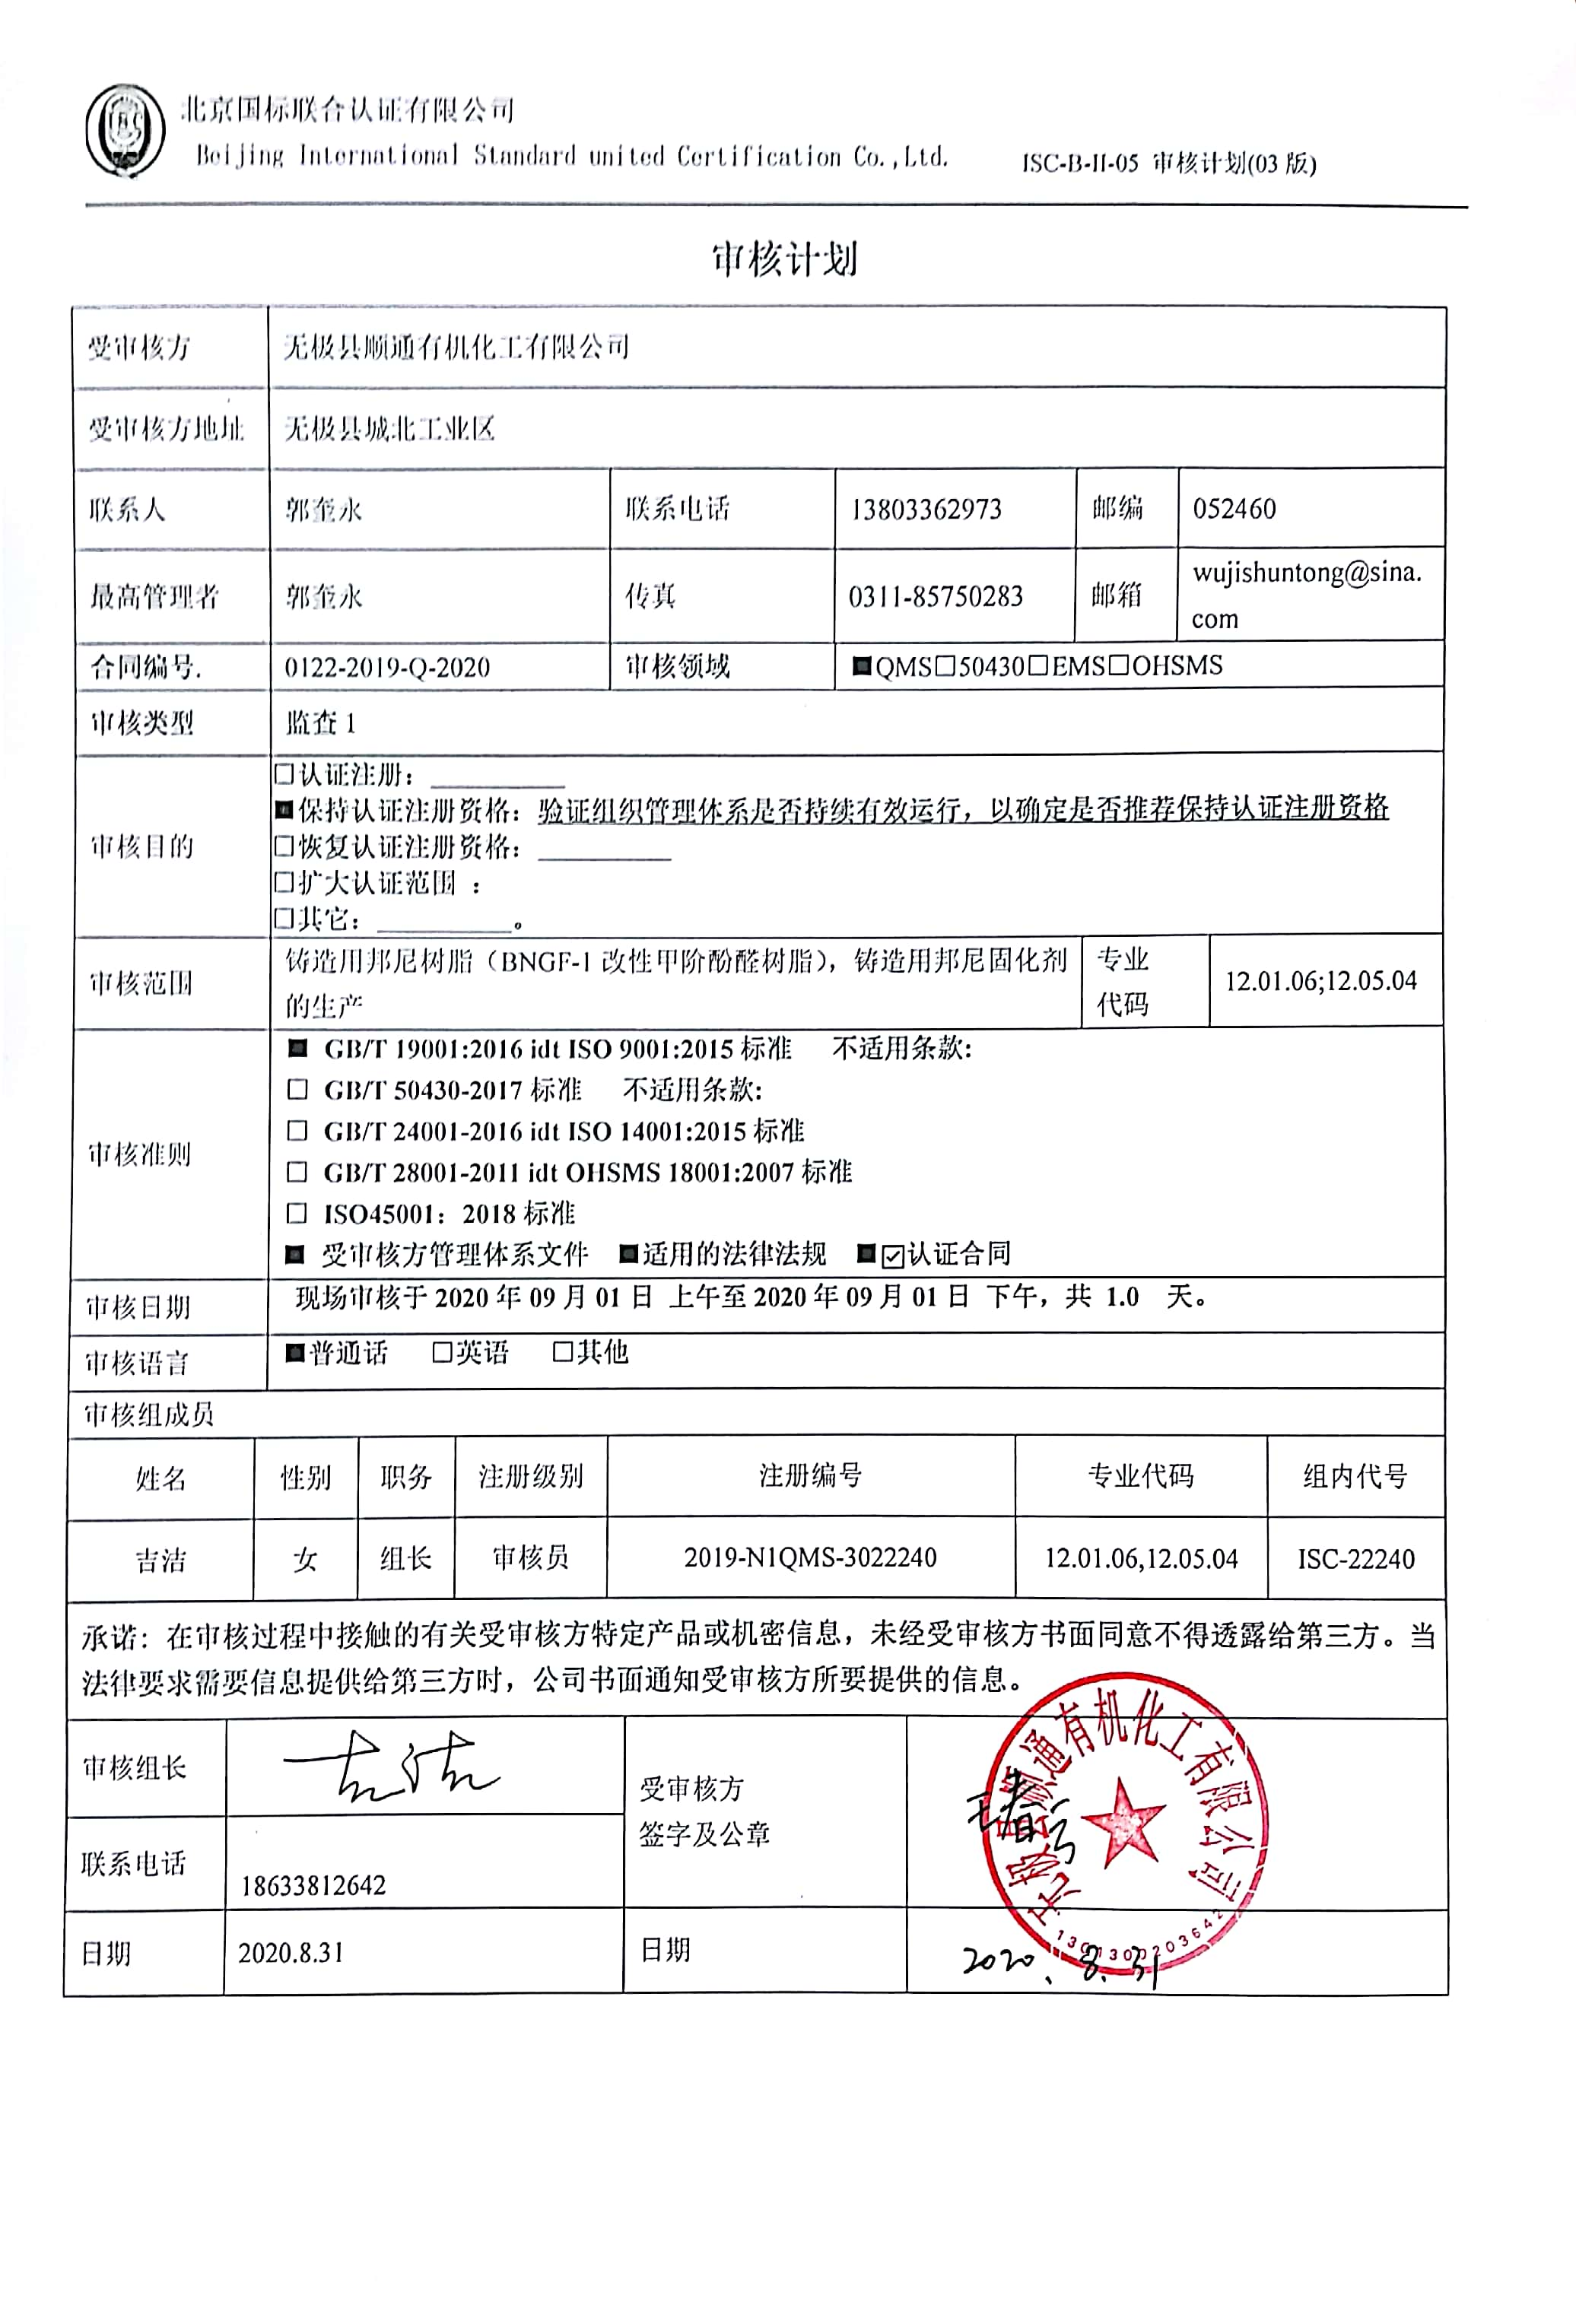 北京国标联合认证有限公司
Beijing International Standard united Certification Co.,Ltd. ISC-B-II-05 审核计划(03 版)
审核计划
受审核方 无极县顺通有机化工有限公司
受审核方地址 无极县城北工业区
联系人 郭奎永 联系电话 13803362973 邮编 052460
最高管理者 郭奎永 传真 0311-85750283 邮箱 wujishuntong@sina.
com
合同编号. 0122-2019-Q-2020 审核领域 ■QMS□50430□EMS□OHSMS
审核类型 监查 1
审核目的
□认证注册：
■保持认证注册资格：验证组织管理体系是否持续有效运行，以确定是否推荐保持认证注册资格
□恢复认证注册资格：
□扩大认证范围 ：
□其它： 。
审核范围 铸造用邦尼树脂（BNGF-1 改性甲阶酚醛树脂），铸造用邦尼固化剂
的生产
专业
代码
12.01.06;12.05.04
审核准则
■ GB/T 19001:2016 idt ISO 9001:2015 标准 不适用条款:
□ GB/T 50430-2017 标准 不适用条款:
□ GB/T 24001-2016 idt ISO 14001:2015 标准
□ GB/T 28001-2011 idt OHSMS 18001:2007 标准
□ ISO45001：2018 标准
■ 受审核方管理体系文件 ■适用的法律法规 ■☑认证合同
审核日期 现场审核于 2020 年 09 月 01 日 上午至 2020 年 09 月 01 日 下午，共 1.0 天。
审核语言 ■普通话 □英语 □其他
审核组成员
姓名 性别 职务 注册级别 注册编号 专业代码 组内代号
吉洁 女 组长 审核员 2019-N1QMS-3022240 12.01.06,12.05.04 ISC-22240
承诺：在审核过程中接触的有关受审核方特定产品或机密信息，未经受审核方书面同意不得透露给第三方。当
法律要求需要信息提供给第三方时，公司书面通知受审核方所要提供的信息。
审核组长 吉洁
受审核方
签字及公章
无极县顺通有机化工有限公司
1301300203642
联系电话 18633812642
日期 2020.8.31 日期 2020.8.31